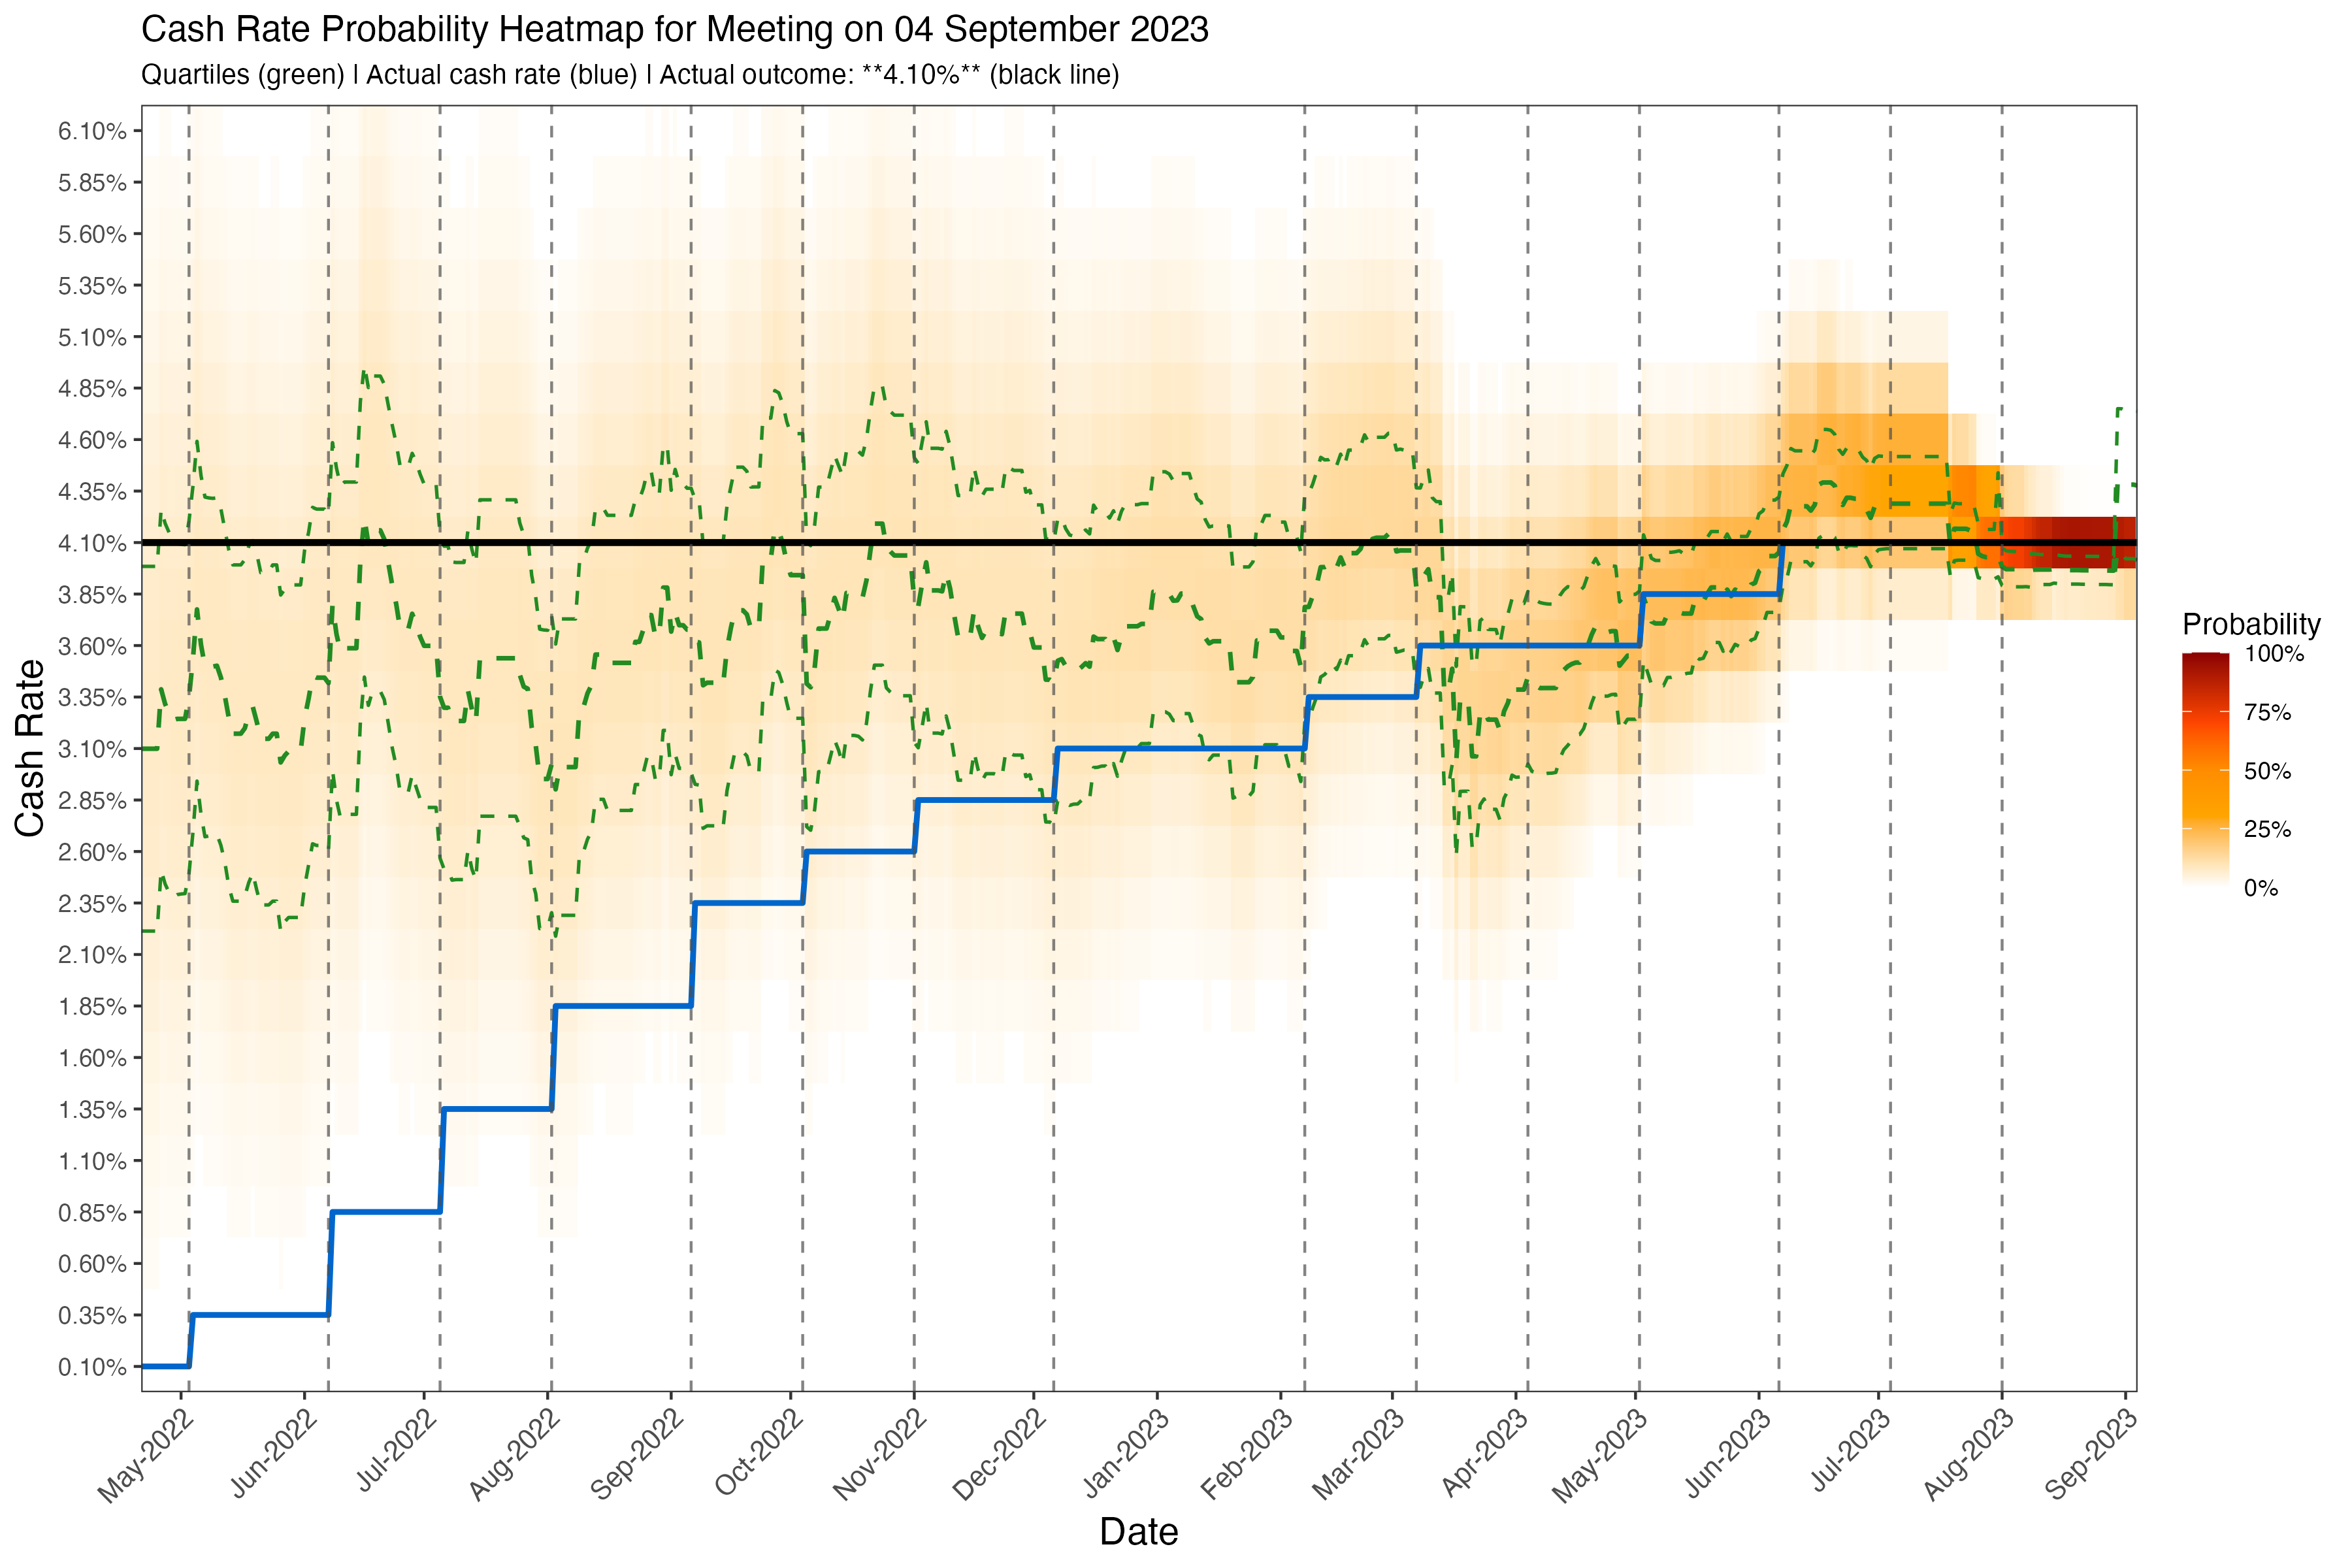 Cash Rate Probability Heatmap for Meeting on 04 September 2023
Quartiles (green) | Actual cash rate (blue) | Actual outcome: **4.10%** (black line)
Cash Rate
6.10%
5.85%
5.60%
5.35%
5.10%
4.85%
4.60%
4.35%
4.10%
3.85%
3.60%
3.35%
3.10%
2.85%
2.60%
2.35%
2.10%
1.85%
1.60%
1.35%
1.10%
0.85%
0.60%
0.35%
0.10%
May-2022
Jun-2022
Jul-2022
Aug-2022
Sep-2022
Oct-2022
Nov-2022
Dec-2022
Jan-2023
Feb-2023
Mar-2023
Apr-2023
May-2023
Jun-2023
Jul-2023
Aug-2023
Sep-2023
Date
Probability
100%
75%
50%
25%
0%